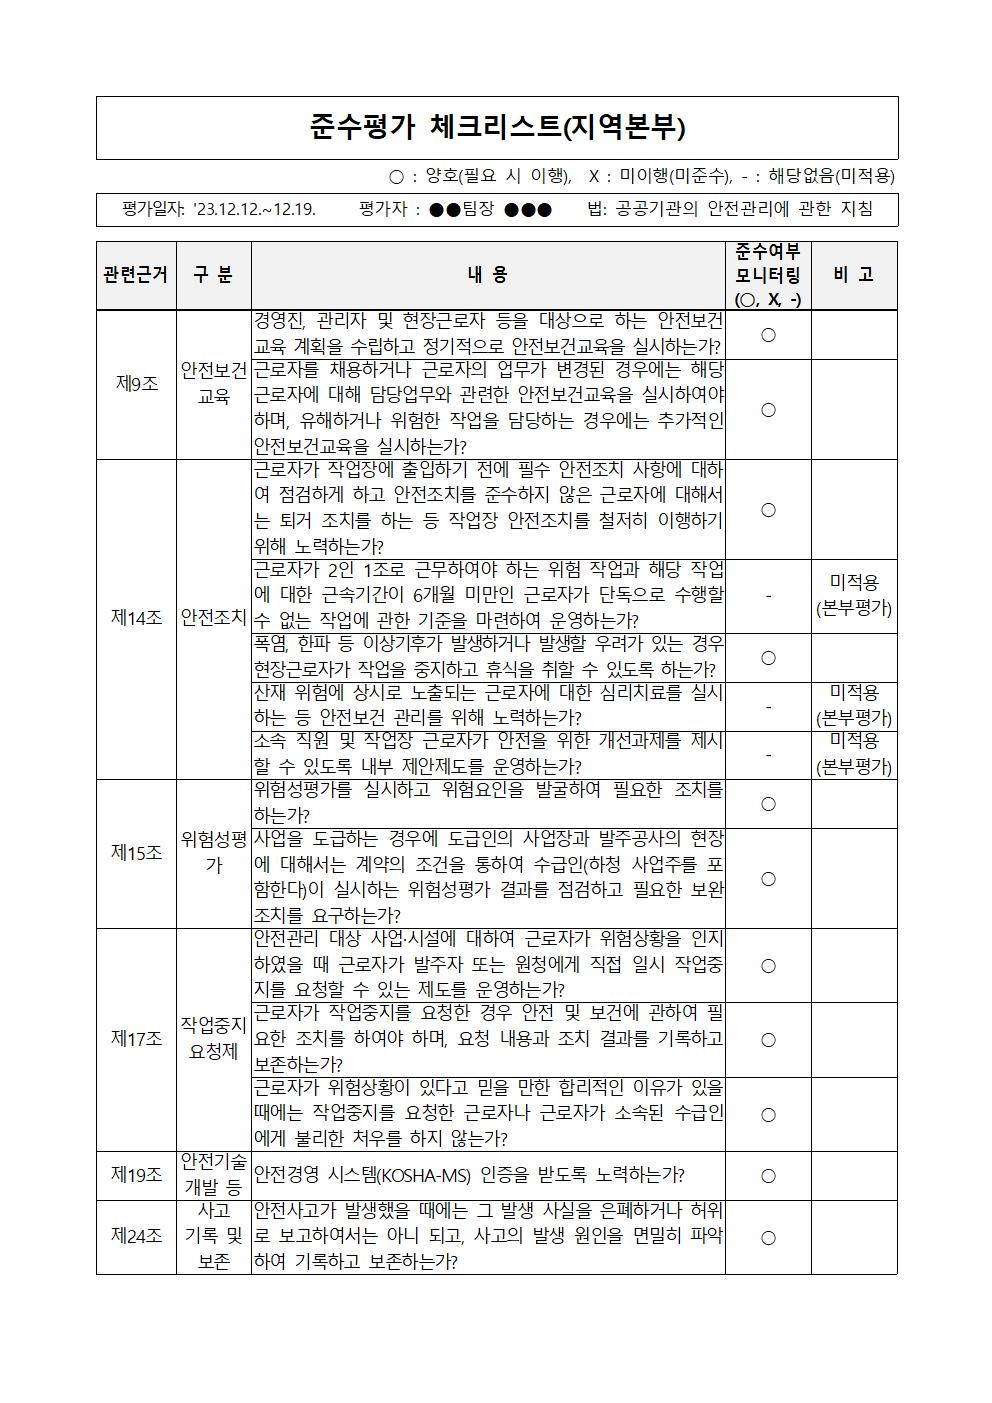 준수평가 체크리스트(지역본부)
○ : 양호(필요 시 이행), X : 미이행(미준수), - : 해당없음(미적용)
평가일자: '23.12.12.~12.19. 평가자 : ●●팀장 ●●● 법: 공공기관의 안전관리에 관한 지침
관련근거 구 분 내 용 준수여부 모니터링 (○, X, -) 비 고
제9조
안전보건
교육
경영진, 관리자 및 현장근로자 등을 대상으로 하는 안전보건
교육 계획을 수립하고 정기적으로 안전보건교육을 실시하는가?
○
근로자를 채용하거나 근로자의 업무가 변경된 경우에는 해당
근로자에 대해 담당업무와 관련한 안전보건교육을 실시하여야
하며, 유해하거나 위험한 작업을 담당하는 경우에는 추가적인
안전보건교육을 실시하는가?
○
제14조
안전조치
근로자가 작업장에 출입하기 전에 필수 안전조치 사항에 대하
여 점검하게 하고 안전조치를 준수하지 않은 근로자에 대해서
는 퇴거 조치를 하는 등 작업장 안전조치를 철저히 이행하기
위해 노력하는가?
○
근로자가 2인 1조로 근무하여야 하는 위험 작업과 해당 작업
에 대한 근속기간이 6개월 미만인 근로자가 단독으로 수행할
수 없는 작업에 관한 기준을 마련하여 운영하는가?
-
미적용
(본부평가)
폭염, 한파 등 이상기후가 발생하거나 발생할 우려가 있는 경우
현장근로자가 작업을 중지하고 휴식을 취할 수 있도록 하는가?
○
산재 위험에 상시로 노출되는 근로자에 대한 심리치료를 실시
하는 등 안전보건 관리를 위해 노력하는가?
-
미적용
(본부평가)
소속 직원 및 작업장 근로자가 안전을 위한 개선과제를 제시
할 수 있도록 내부 제안제도를 운영하는가?
-
미적용
(본부평가)
제15조
위험성평
가
위험성평가를 실시하고 위험요인을 발굴하여 필요한 조치를
하는가?
○
사업을 도급하는 경우에 도급인의 사업장과 발주공사의 현장
에 대해서는 계약의 조건을 통하여 수급인(하청 사업주를 포
함한다)이 실시하는 위험성평가 결과를 점검하고 필요한 보완
조치를 요구하는가?
○
제17조
작업중지
요청제
안전관리 대상 사업·시설에 대하여 근로자가 위험상황을 인지
하였을 때 근로자가 발주자 또는 원청에게 직접 일시 작업중
지를 요청할 수 있는 제도를 운영하는가?
○
근로자가 작업중지를 요청한 경우 안전 및 보건에 관하여 필
요한 조치를 하여야 하며, 요청 내용과 조치 결과를 기록하고
보존하는가?
○
근로자가 위험상황이 있다고 믿을 만한 합리적인 이유가 있을
때에는 작업중지를 요청한 근로자나 근로자가 소속된 수급인
에게 불리한 처우를 하지 않는가?
○
제19조
안전기술
개발 등
안전경영 시스템(KOSHA-MS) 인증을 받도록 노력하는가?
○
제24조
사고
기록 및
보존
안전사고가 발생했을 때에는 그 발생 사실을 은폐하거나 허위
로 보고하여서는 아니 되고, 사고의 발생 원인을 면밀히 파악
하여 기록하고 보존하는가?
○